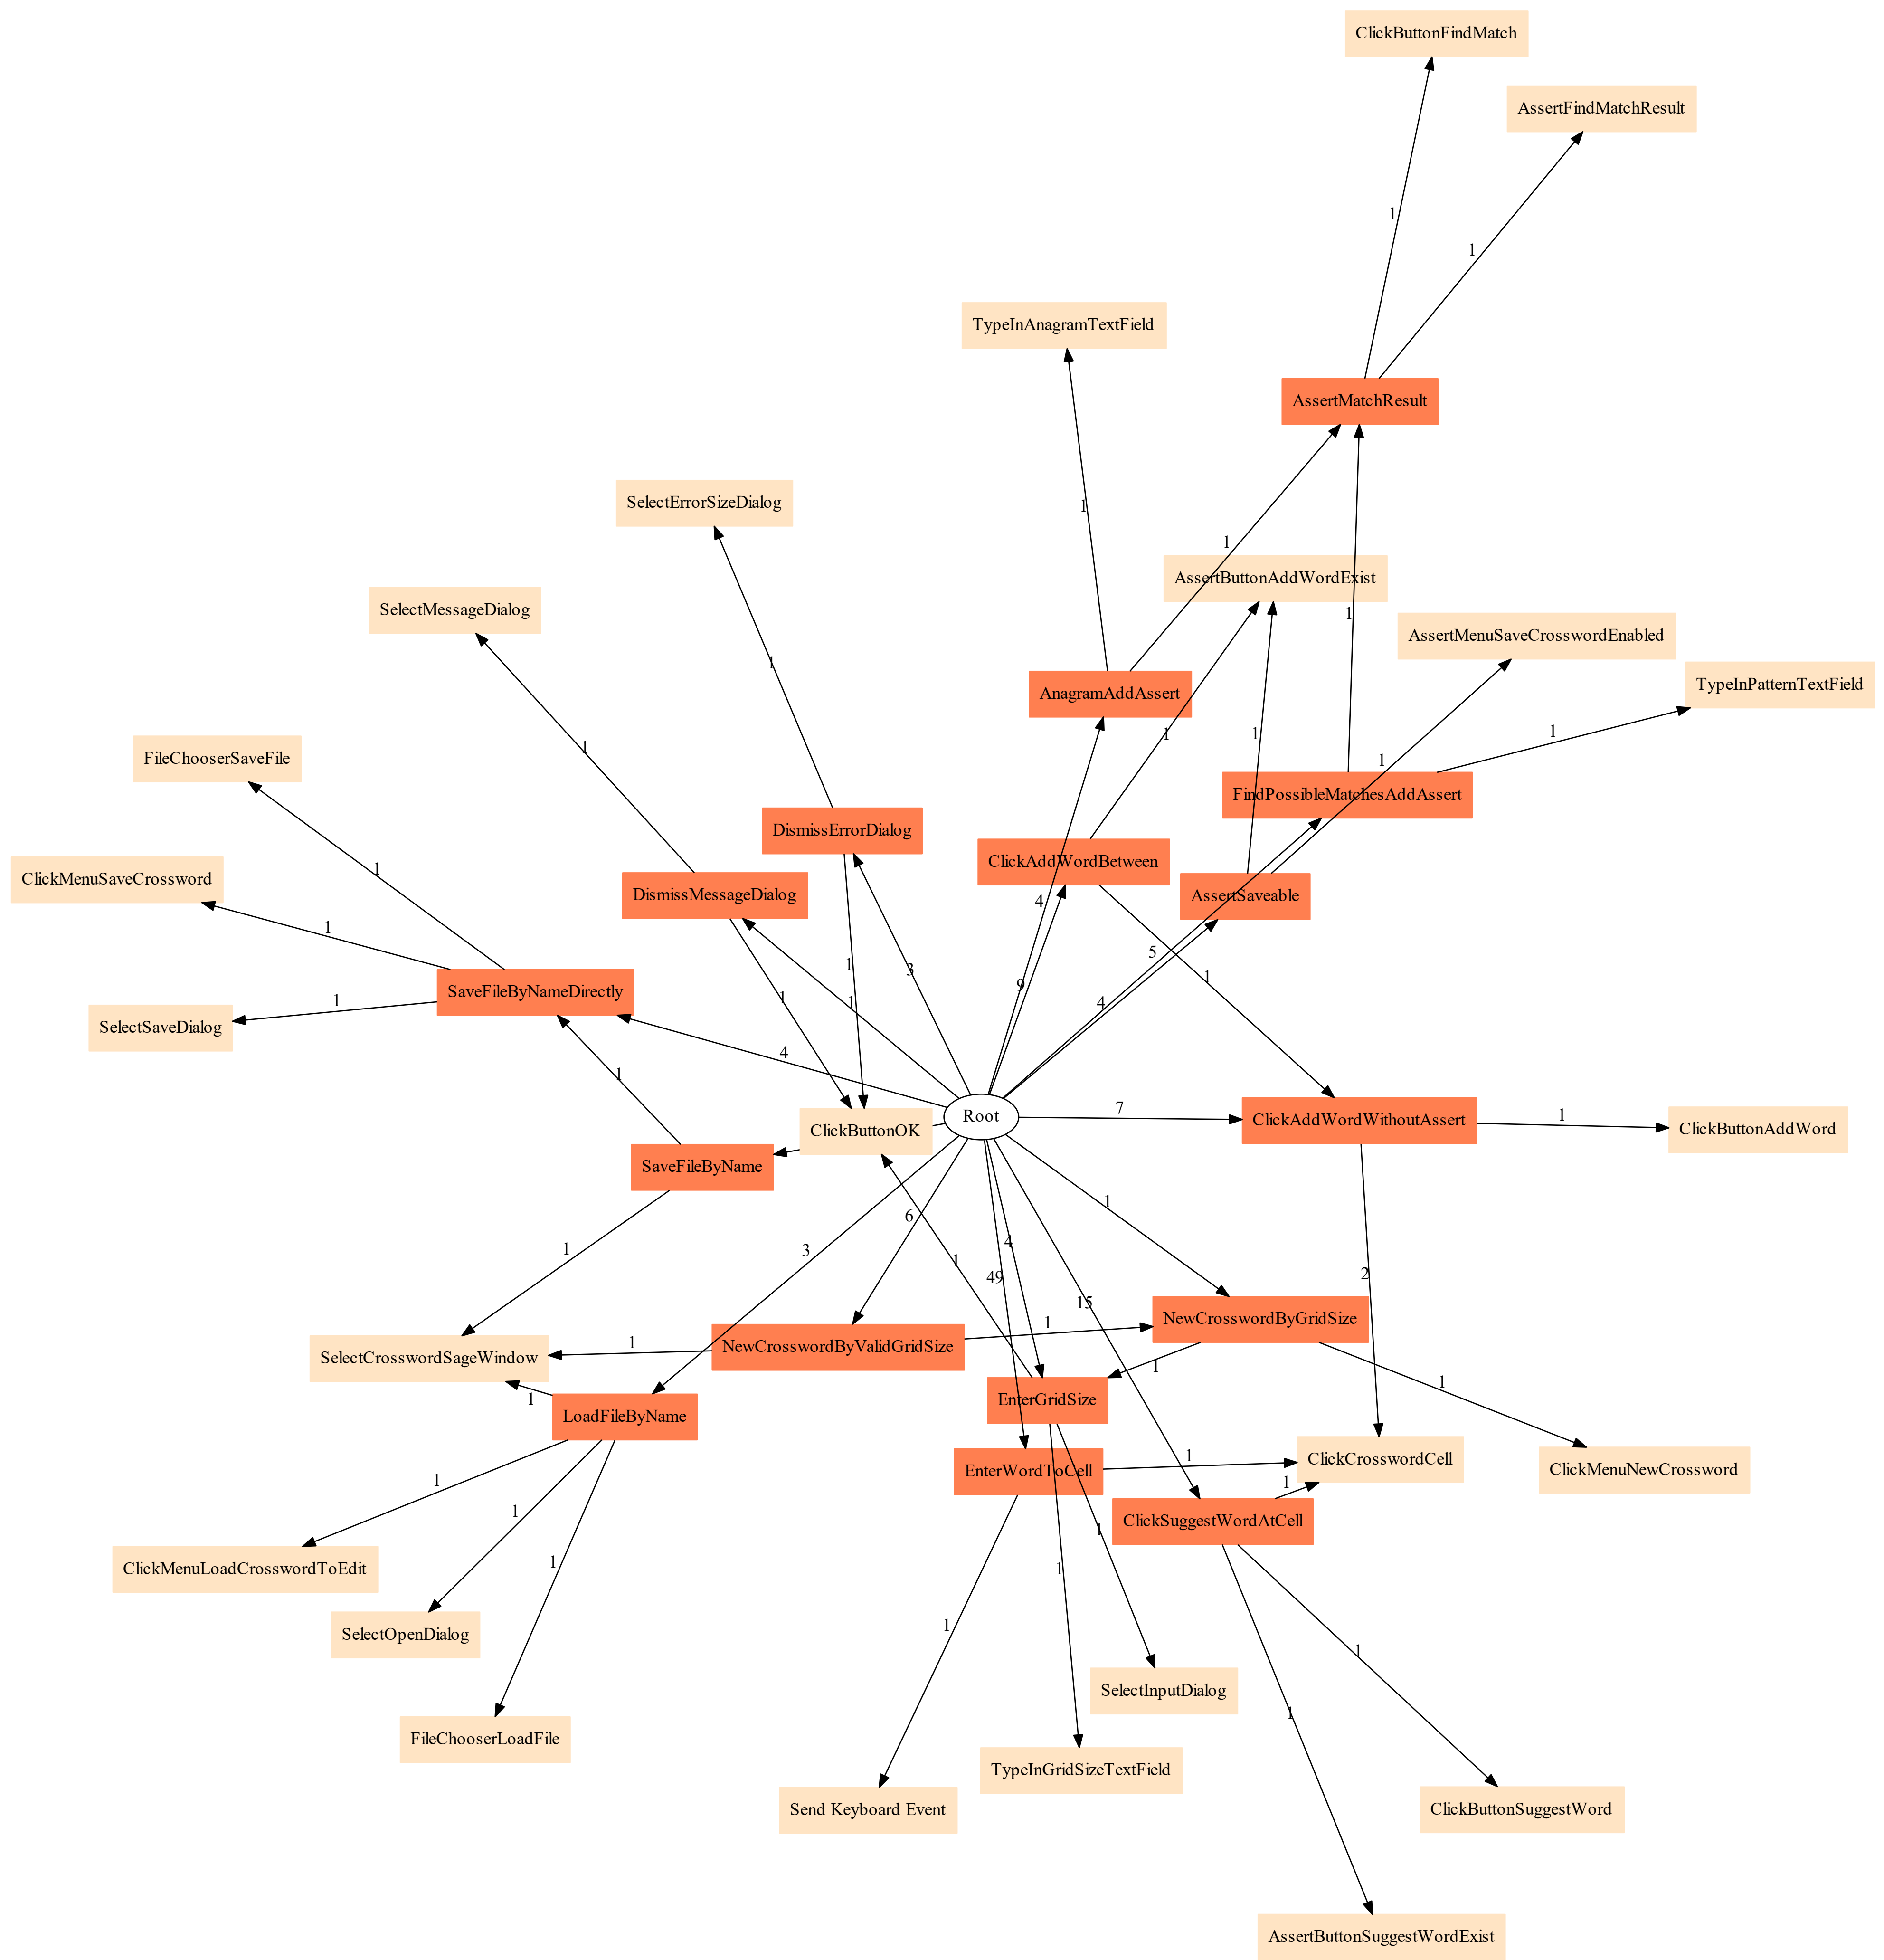 ClickButtonFindMatch
AssertFindMatchResult
1
1
TypeInAnagramTextField
AssertMatchResult
SelectErrorSizeDialog
1
1
AssertButtonAddWordExist
SelectMessageDialog
1
AssertMenuSaveCrosswordEnabled
1
TypeInPatternTextField
AnagramAddAssert
1
1
1
1
1
FileChooserSaveFile
FindPossibleMatchesAddAssert
DismissErrorDialog
ClickAddWordBetween
1
ClickMenuSaveCrossword
DismissMessageDialog
AssertSaveable
4
1
5
1
3
1
9
SaveFileByNameDirectly
1
1
4
1
SelectSaveDialog
4
1
7
Root
1
ClickAddWordWithoutAssert
ClickButtonAddWord
ClickButtonOK
SaveFileByName
1
6
4
1
3
1
49
2
15
NewCrosswordByGridSize
1
1
NewCrosswordByValidGridSize
SelectCrosswordSageWindow
1
1
1
EnterGridSize
LoadFileByName
1
ClickCrosswordCell
ClickMenuNewCrossword
EnterWordToCell
1
1
1
ClickSuggestWordAtCell
1
1
1
ClickMenuLoadCrosswordToEdit
1
1
SelectOpenDialog
1
SelectInputDialog
1
FileChooserLoadFile
TypeInGridSizeTextField
Send Keyboard Event
ClickButtonSuggestWord
AssertButtonSuggestWordExist